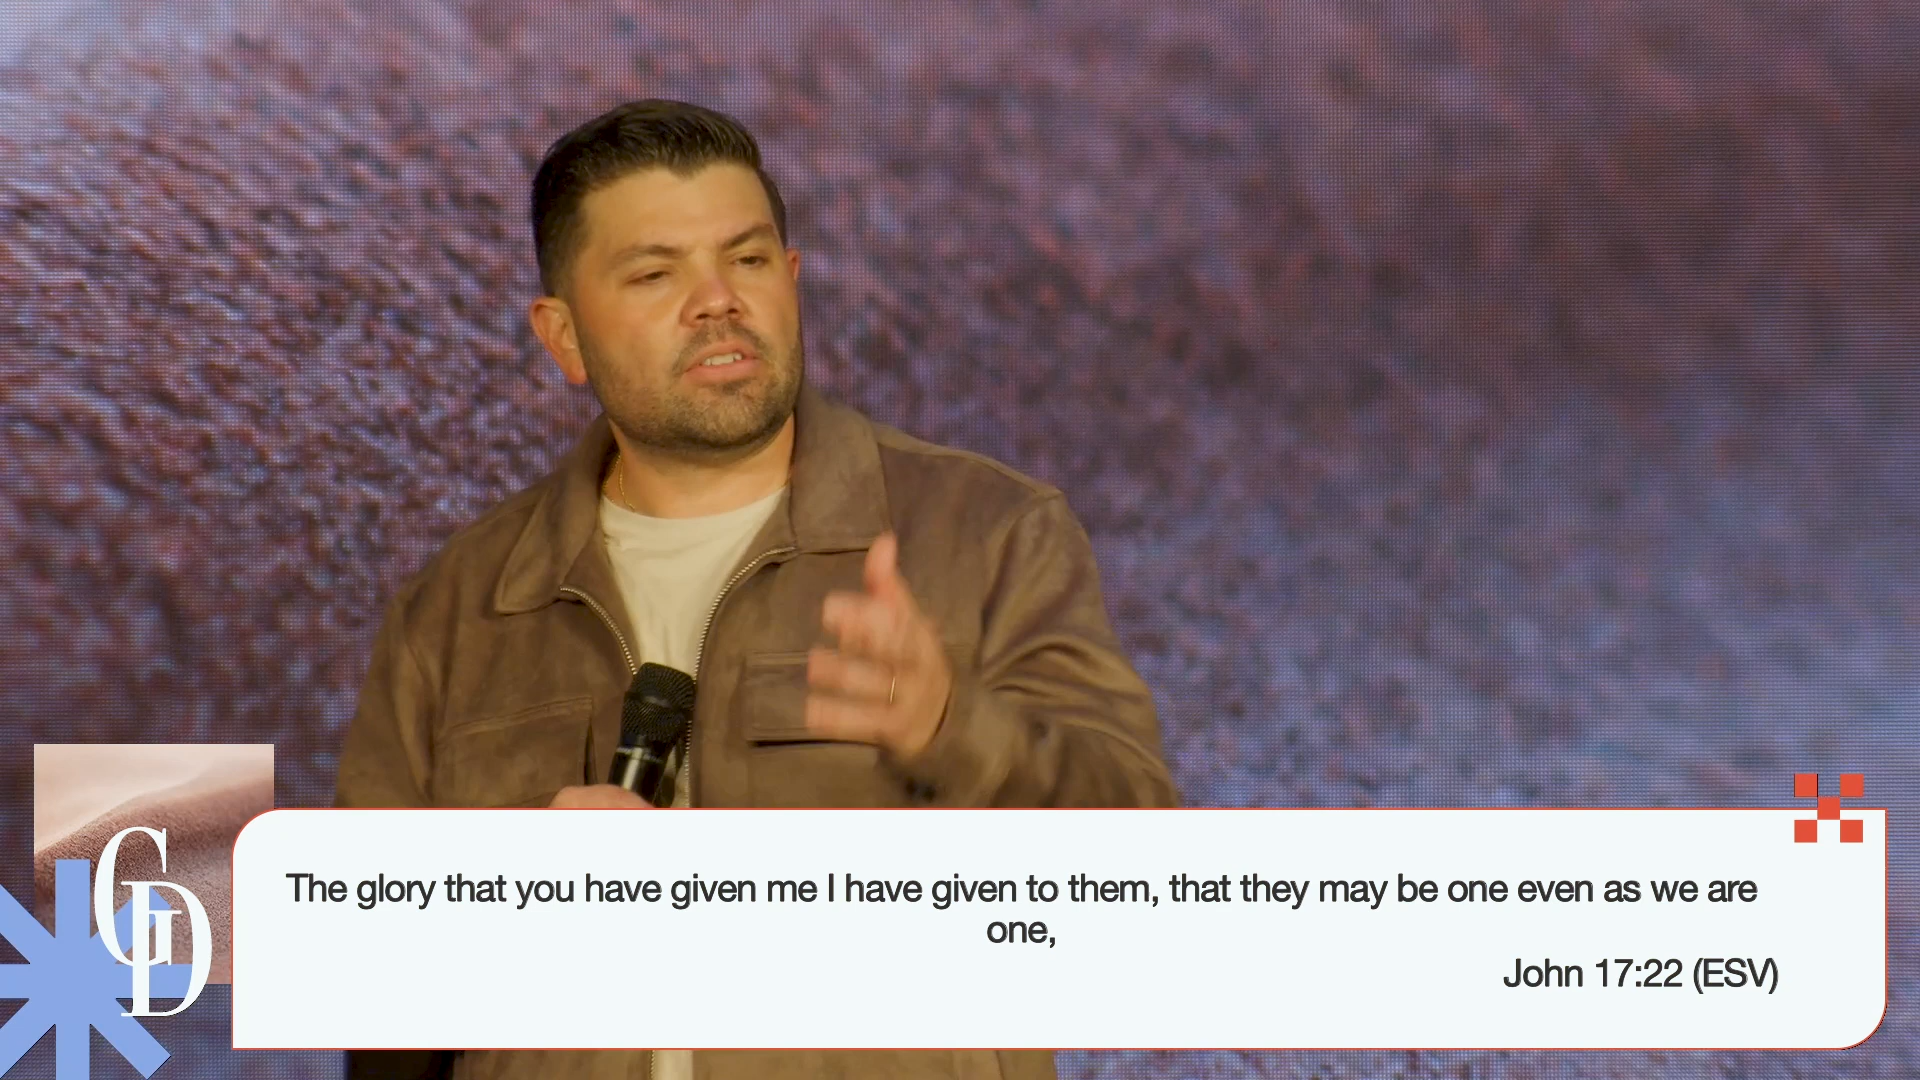 The glory that you have given me I have given to them, that they may be one even as we are
one,
John 17:22 (ESV)
GD